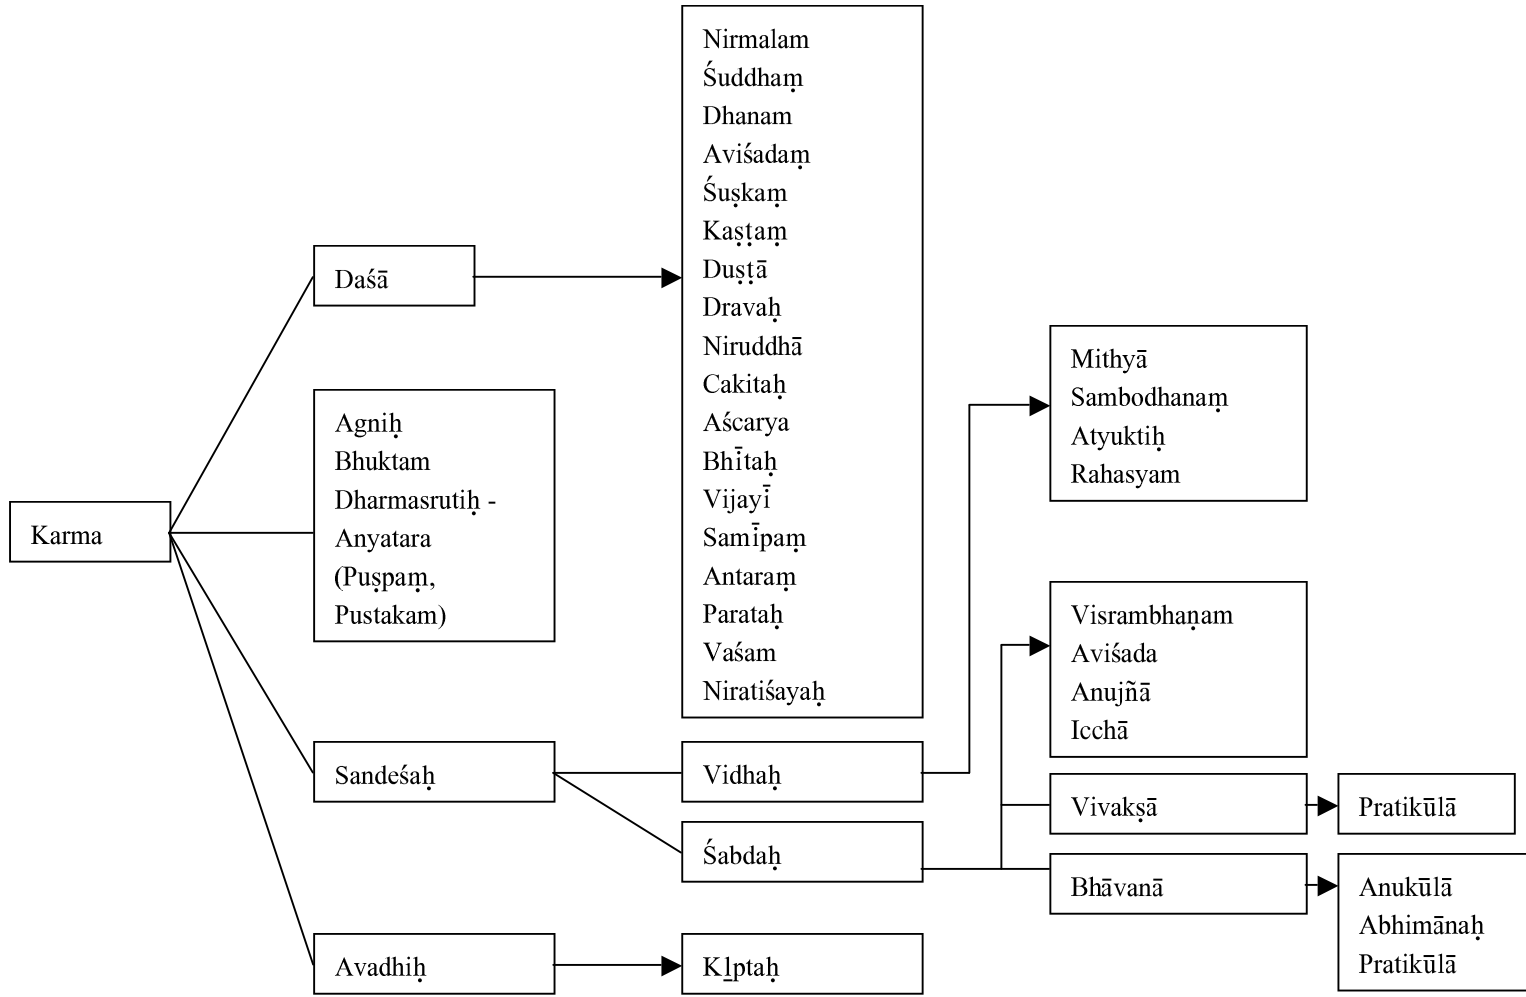 Karma
Daśā
Agniḥ
Bhuktam
Dharmasrutiḥ -
Anyatara
(Puṣpaṃ,
Pustakam)
Sandeśaḥ
Avadhiḥ
Nirmalam
Śuddhaṃ
Dhanam
Aviśadaṃ
Śuṣkaṃ
Kaṣṭaṃ
Duṣṭā
Dravaḥ
Niruddhā
Cakitaḥ
Aścarya
Bhītaḥ
Vijayī
Samīpaṃ
Antaraṃ
Parataḥ
Vaśam
Niratiśayaḥ
Vidhaḥ
Śabdaḥ
Kḻptaḥ
Mithyā
Sambodhanaṃ
Atyuktiḥ
Rahasyam
Visrambhaṇam
Aviśada
Anujñā
Icchā
Vivakṣā
Bhāvanā
Pratikūlā
Anukūlā
Abhimānaḥ
Pratikūlā